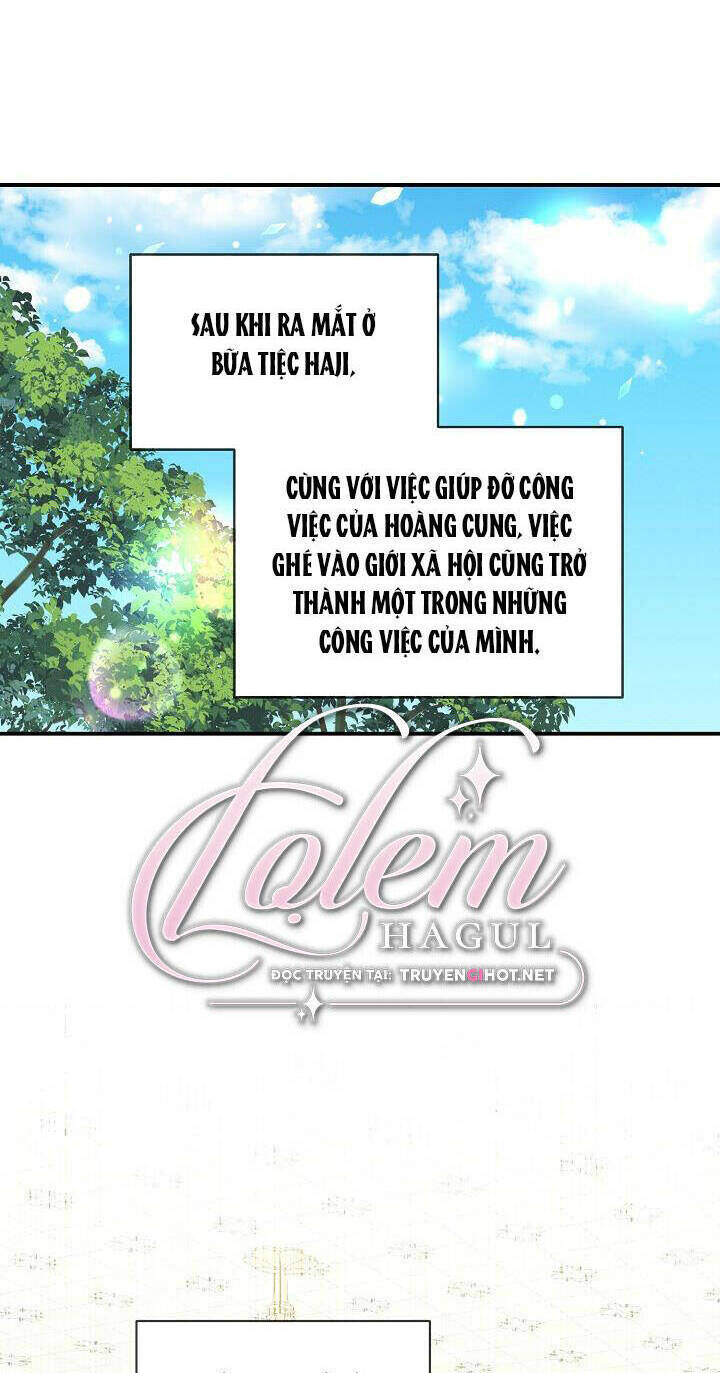 SAU KHI RA MẮT Ở
BỮA TIỆC HAJI,
CÙNG VỚI VIỆC GIÚP ĐỠ CÔNG
VIỆC CỦA HOÀNG CUNG, VIỆC
GHÉ VÀO GIỚI XÃ HỘI CŨNG TRỞ
THÀNH MỘT TRONG NHỮNG
CÔNG VIỆC CỦA MÌNH.
Lọlem
HAGUL
ĐỌC TRUYỆN TẠI: TRUYENGIHOT.NET